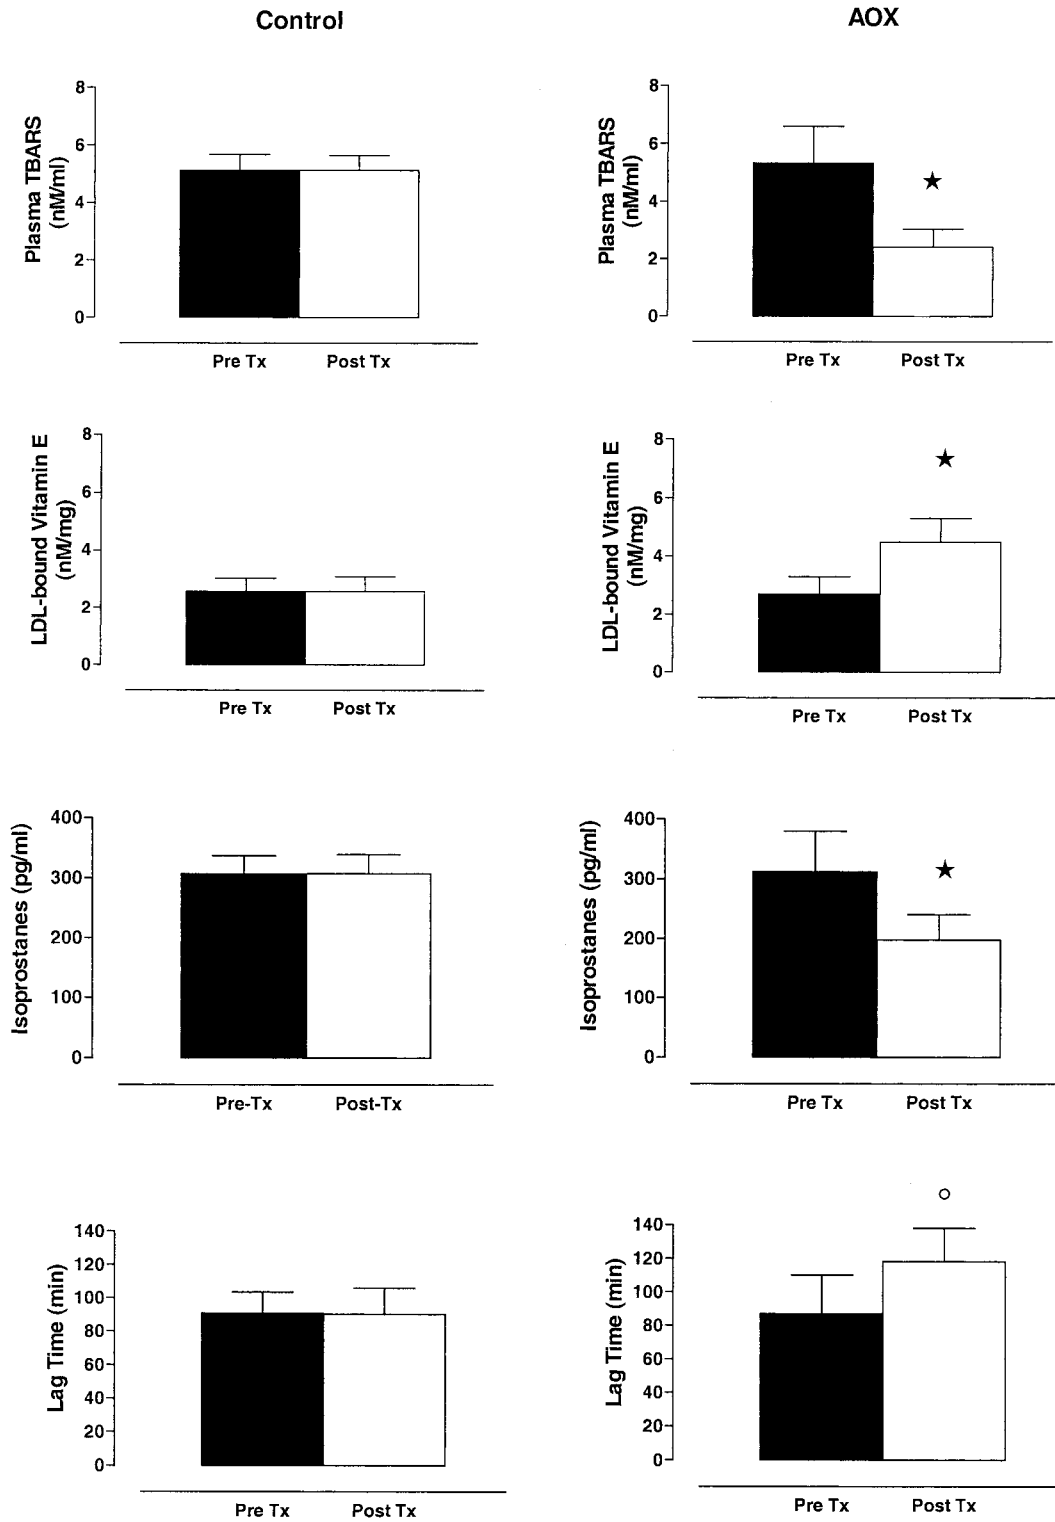 Control
AOX
Plasma TBARS
(nM/ml)
8
6
4
2
0
Pre Tx Post Tx
Plasma TBARS
(nM/ml)
8
6
4
2
0
Pre Tx Post Tx
LDL-bound Vitamin E
(nM/mg)
8
6
4
2
0
Pre Tx Post Tx
LDL-bound Vitamin E
(nM/mg)
8
6
4
2
0
Pre Tx Post Tx
Isoprostanes (pg/ml)
400
300
200
100
0
Pre-Tx Post-Tx
Isoprostanes (pg/ml)
400
300
200
100
0
Pre Tx Post Tx
Lag Time (min)
140
120
100
80
60
40
20
0
Pre Tx Post Tx
Lag Time (min)
140
120
100
80
60
40
20
0
Pre Tx Post Tx